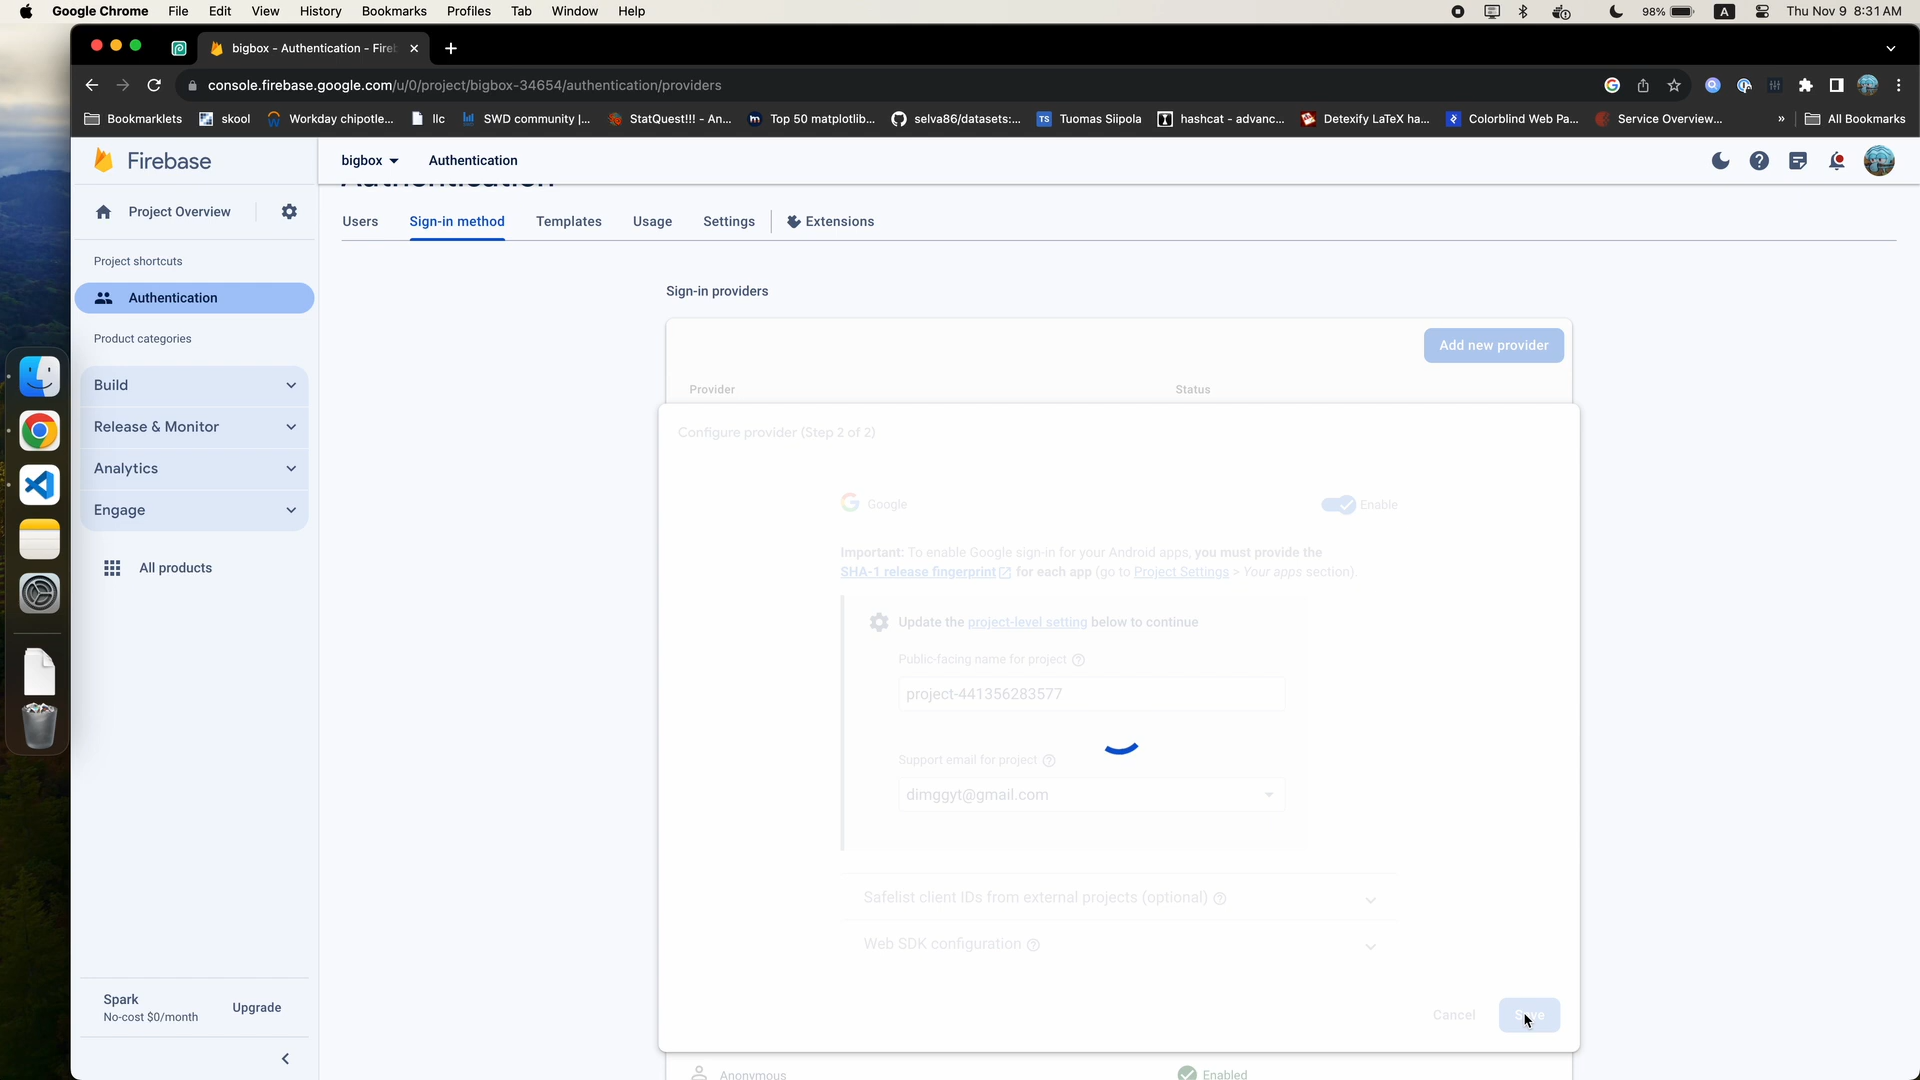 Google Chrome File Edit View History Bookmarks Profiles Tab Window Help 98% A Thu Nov 9 8:31 AM
bigbox - Authentication - Fire
console.firebase.google.com/u/0/project/bigbox-34654/authentication/providers
Bookmarklets skool Workday chipotle... llc SWD community |... StatQuest!!! - An... Top 50 matplotlib... selva86/datasets:... TS Tuomas Siipola hashcat - advanc... Detexify LaTeX ha... Colorblind Web Pa... Service Overview... » All Bookmarks
Firebase bigbox Authentication
Authentication
Project Overview
Users Sign-in method Templates Usage Settings Extensions
Project shortcuts
Authentication
Sign-in providers
Product categories
Add new provider
Build
Provider Status
Release & Monitor
Configure provider (Step 2 of 2)
Analytics
Engage
Google Enable
Important: To enable Google sign-in for your Android apps, you must provide the
SHA-1 release fingerprint for each app (go to Project Settings > Your apps section).
All products
Update the project-level setting below to continue
Public-facing name for project
project-441356283577
Support email for project
dimggyt@gmail.com
Safelist client IDs from external projects (optional)
Web SDK configuration
Spark
No-cost $0/month
Upgrade
Cancel Save
Anonymous Enabled